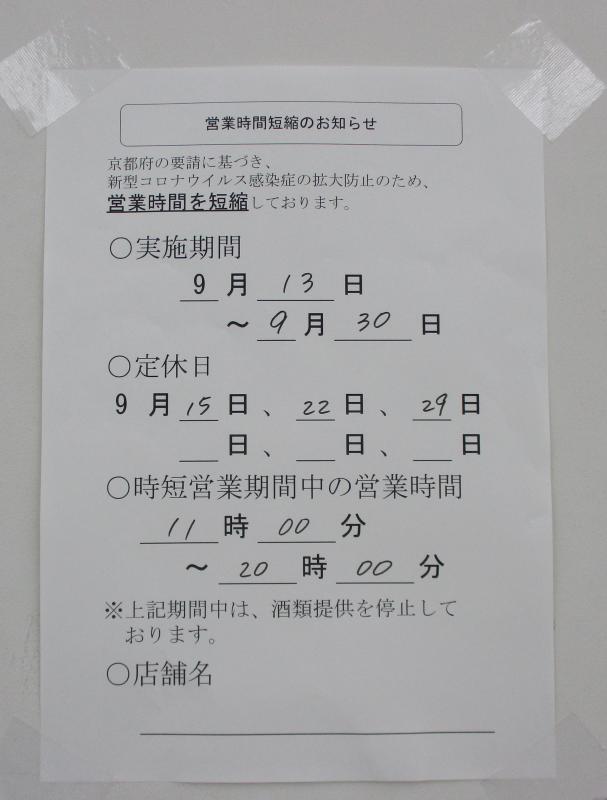 営業時間短縮のお知らせ
京都府の要請に基づき、
新型コロナウイルス感染症の拡大防止のため、
営業時間を短縮しております。
○実施期間
9月13日
～9月30日
○定休日
9月15日、22日、29日
日、日、日
○時短営業期間中の営業時間
11時00分
～20時00分
※上記期間中は、酒類提供を停止して
おります。
○店舗名